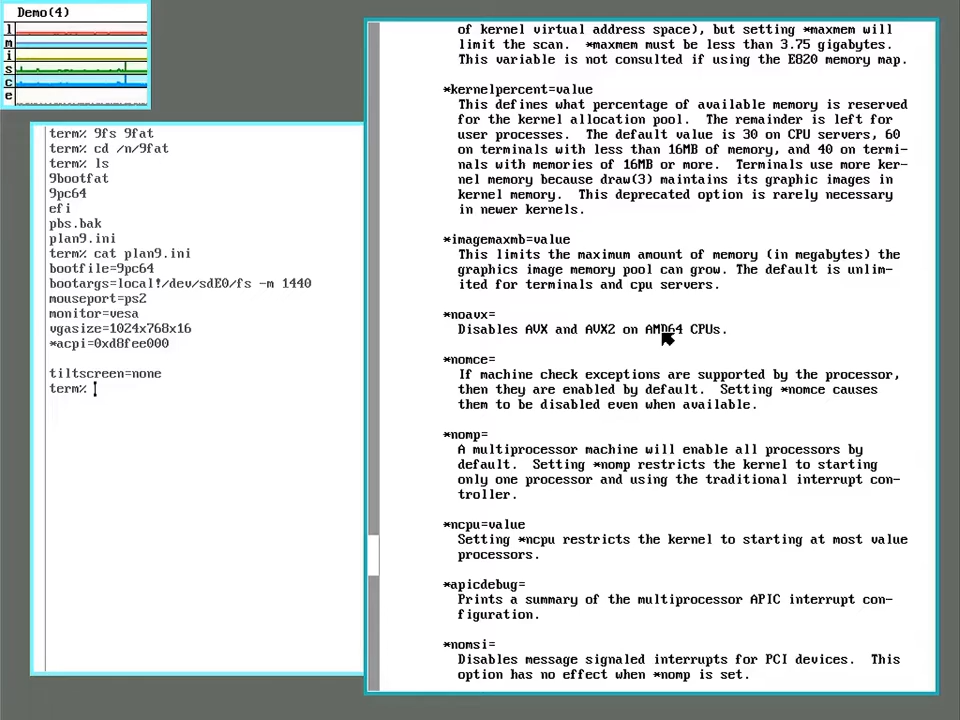 Demo(4)
l
m
i
s
c
e
term% 9fs 9fat
term% cd /n/9fat
term% ls
9bootfat
9pc64
efi
pbs.bak
plan9.ini
term% cat plan9.ini
bootfile=9pc64
bootargs=local!/dev/sdE0/fs -m 1440
mouseport=ps2
monitor=vesa
vgasize=1024x768x16
*acpi=0xd8fee000
tiltscreen=none
term%
of kernel virtual address space), but setting *maxmem will
limit the scan.  *maxmem must be less than 3.75 gigabytes.
This variable is not consulted if using the E820 memory map.
*kernelpercent=value
This defines what percentage of available memory is reserved
for the kernel allocation pool.  The remainder is left for
user processes.  The default value is 30 on CPU servers, 60
on terminals with less than 16MB of memory, and 40 on termi-
nals with memories of 16MB or more.  Terminals use more ker-
nel memory because draw(3) maintains its graphic images in
kernel memory.  This deprecated option is rarely necessary
in newer kernels.
*imagemaxmb=value
This limits the maximum amount of memory (in megabytes) the
graphics image memory pool can grow. The default is unlim-
ited for terminals and cpu servers.
*noavx=
Disables AVX and AVX2 on AMD64 CPUs.
*nomce=
If machine check exceptions are supported by the processor,
then they are enabled by default.  Setting *nomce causes
them to be disabled even when available.
*nomp=
A multiprocessor machine will enable all processors by
default.  Setting *nomp restricts the kernel to starting
only one processor and using the traditional interrupt con-
troller.
*ncpu=value
Setting *ncpu restricts the kernel to starting at most value
processors.
*apicdebug=
Prints a summary of the multiprocessor APIC interrupt con-
figuration.
*nomsi=
Disables message signaled interrupts for PCI devices.  This
option has no effect when *nomp is set.